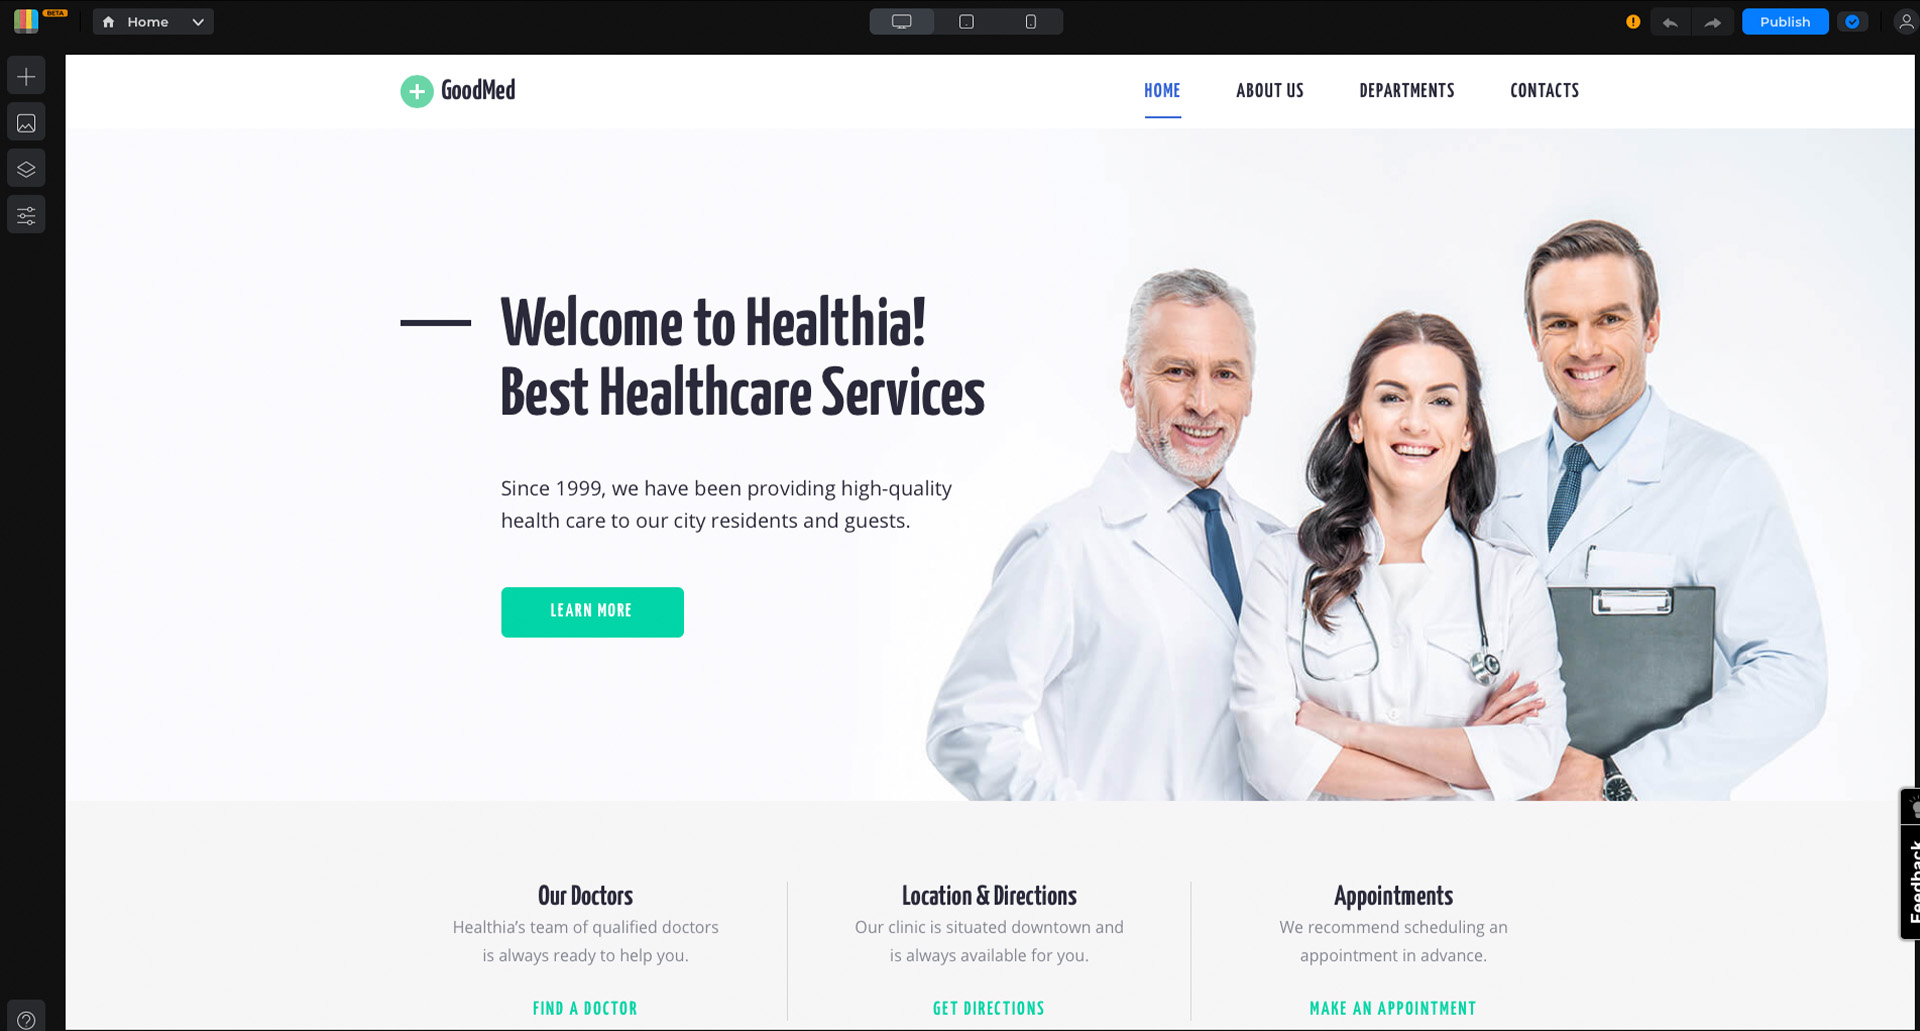 BETA
Home
Publish
GoodMed
HOME
ABOUT US
DEPARTMENTS
CONTACTS
Welcome to Healthia!
Best Healthcare Services
Since 1999, we have been providing high-quality
health care to our city residents and guests.
LEARN MORE
Feedback
Our Doctors
Healthia’s team of qualified doctors
is always ready to help you.
FIND A DOCTOR
Location & Directions
Our clinic is situated downtown and
is always available for you.
GET DIRECTIONS
Appointments
We recommend scheduling an
appointment in advance.
MAKE AN APPOINTMENT